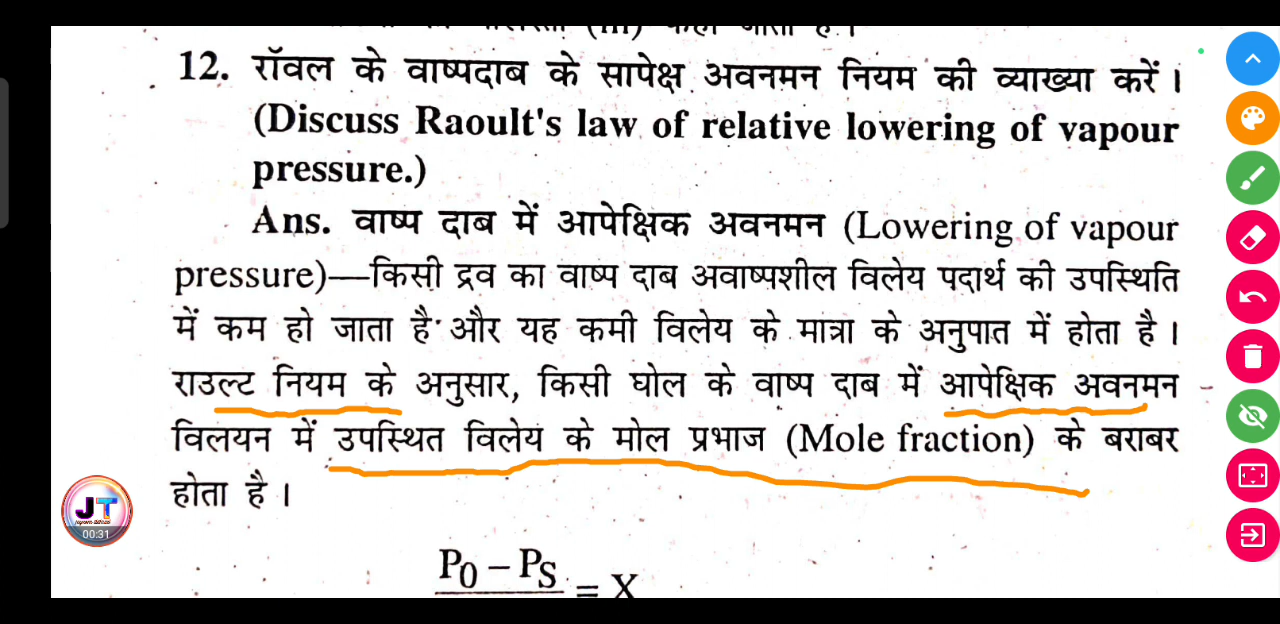 12. रॉवल के वाष्पदाब के सापेक्ष अवनमन नियम की व्याख्या करें।
(Discuss Raoult's law of relative lowering of vapour
pressure.)
Ans. वाष्प दाब में आपेक्षिक अवनमन (Lowering of vapour
pressure)—किसी द्रव का वाष्प दाब अवाष्पशील विलेय पदार्थ की उपस्थिति
में कम हो जाता है और यह कमी विलेय के मात्रा के अनुपात में होता है।
राउल्ट नियम के अनुसार, किसी घोल के वाष्प दाब में आपेक्षिक अवनमन
विलयन में उपस्थित विलेय के मोल प्रभाज (Mole fraction) के बराबर
होता है।
P0 – PS
= X
JT
00:31